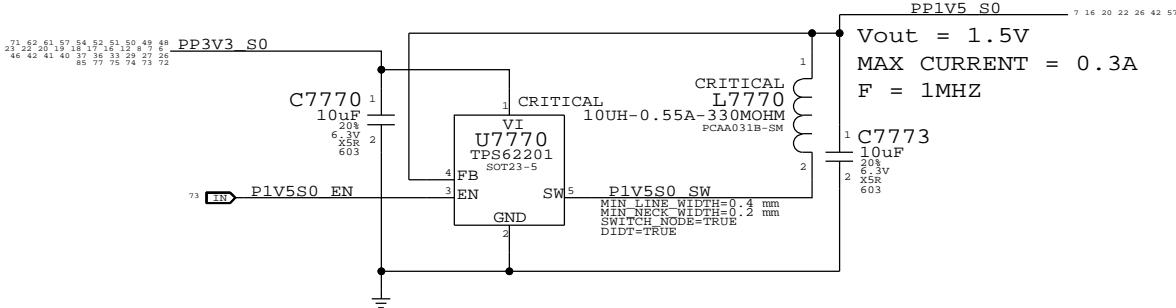 PP1V5_S0
7 16 20 22 26 42 57
71 62 61 57 54 52 51 50 49 48
23 22 20 19 18 17 16 12 8 7 6
46 42 41 40 37 36 33 29 27 26
85 77 75 74 73 72
PP3V3_S0
Vout = 1.5V
MAX CURRENT = 0.3A
F = 1MHZ
C7770
10uF
20%
6.3V
X5R
603
1
2
1
CRITICAL
VI
U7770
TPS62201
SOT23-5
4
FB
3
EN
SW
5
GND
2
1
CRITICAL
L7770
10UH-0.55A-330MOHM
PCAA031B-SM
2
1
C7773
10uF
20%
6.3V
X5R
603
2
73
IN
P1V5S0_EN
P1V5S0_SW
MIN_LINE_WIDTH=0.4 mm
MIN_NECK_WIDTH=0.2 mm
SWITCH_NODE=TRUE
DIDT=TRUE